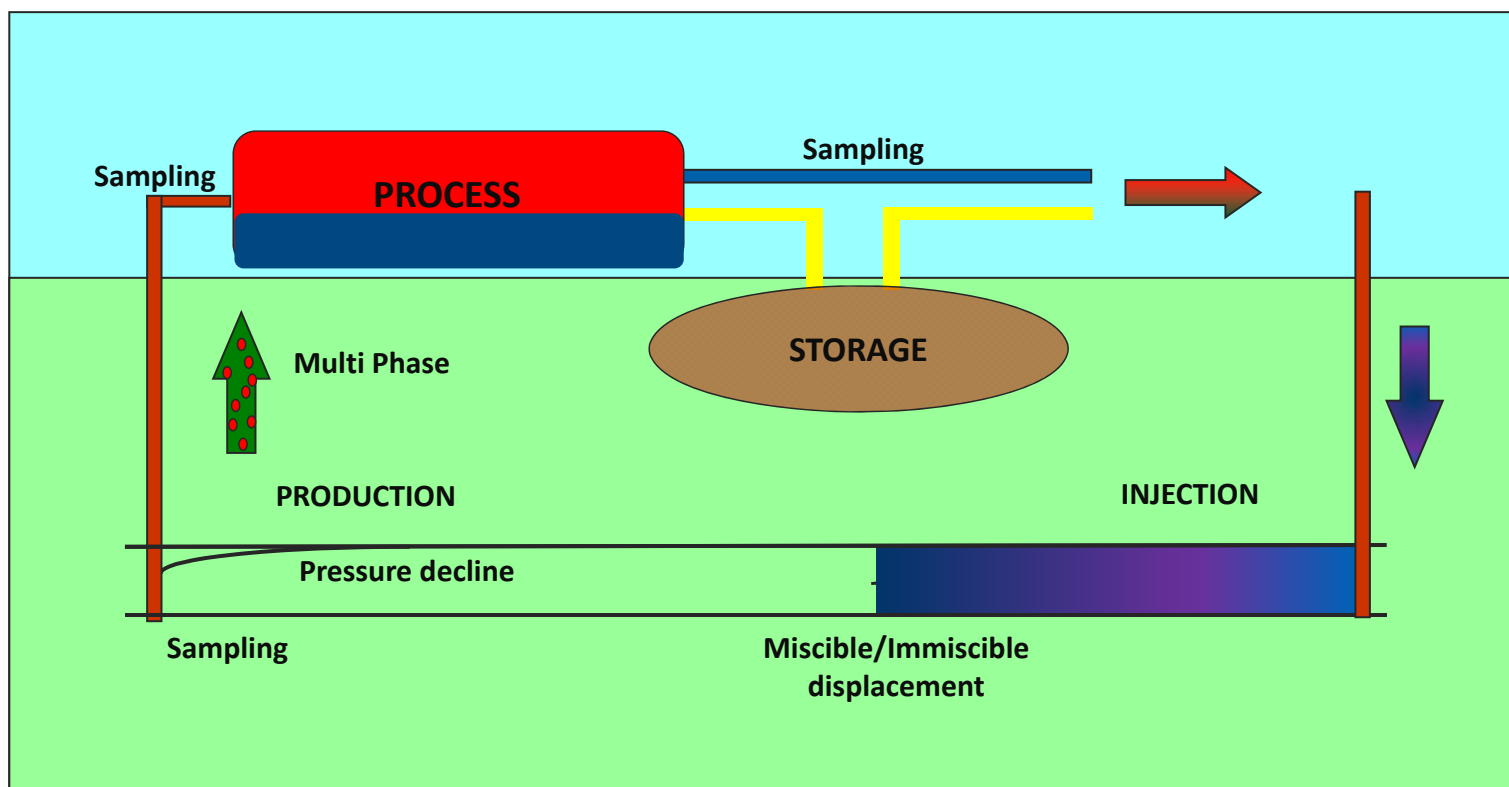 Sampling
Sampling
PROCESS
STORAGE
Multi Phase
PRODUCTION
INJECTION
Pressure decline
Sampling
Miscible/Immiscible
displacement